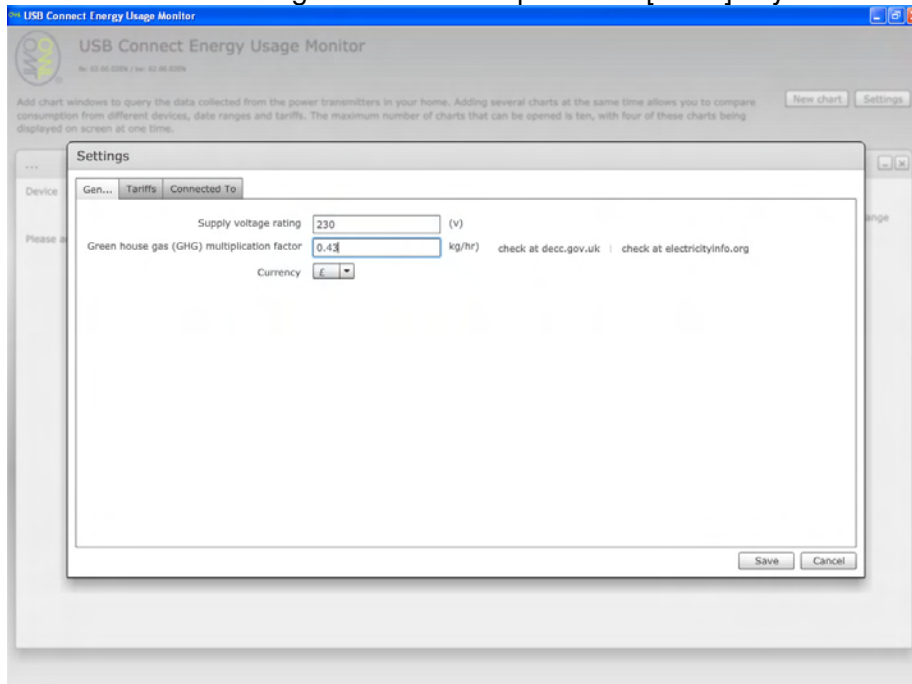 USB Connect Energy Usage Monitor
USB Connect Energy Usage Monitor
Add chart windows to query the data collected from the power transmitters in your home. Adding several charts at the same time allows you to compare
consumption from different devices, date ranges and tariffs. The maximum number of charts that can be opened is ten, with four of these charts being
displayed on screen at one time.
New chart Settings
...
Settings
Device
Gen... Tariffs Connected To
Supply voltage rating 230 (v)
Please
Green house gas (GHG) multiplication factor 0.43 kg/hr) check at decc.gov.uk | check at electricityinfo.org
Currency £
Save Cancel